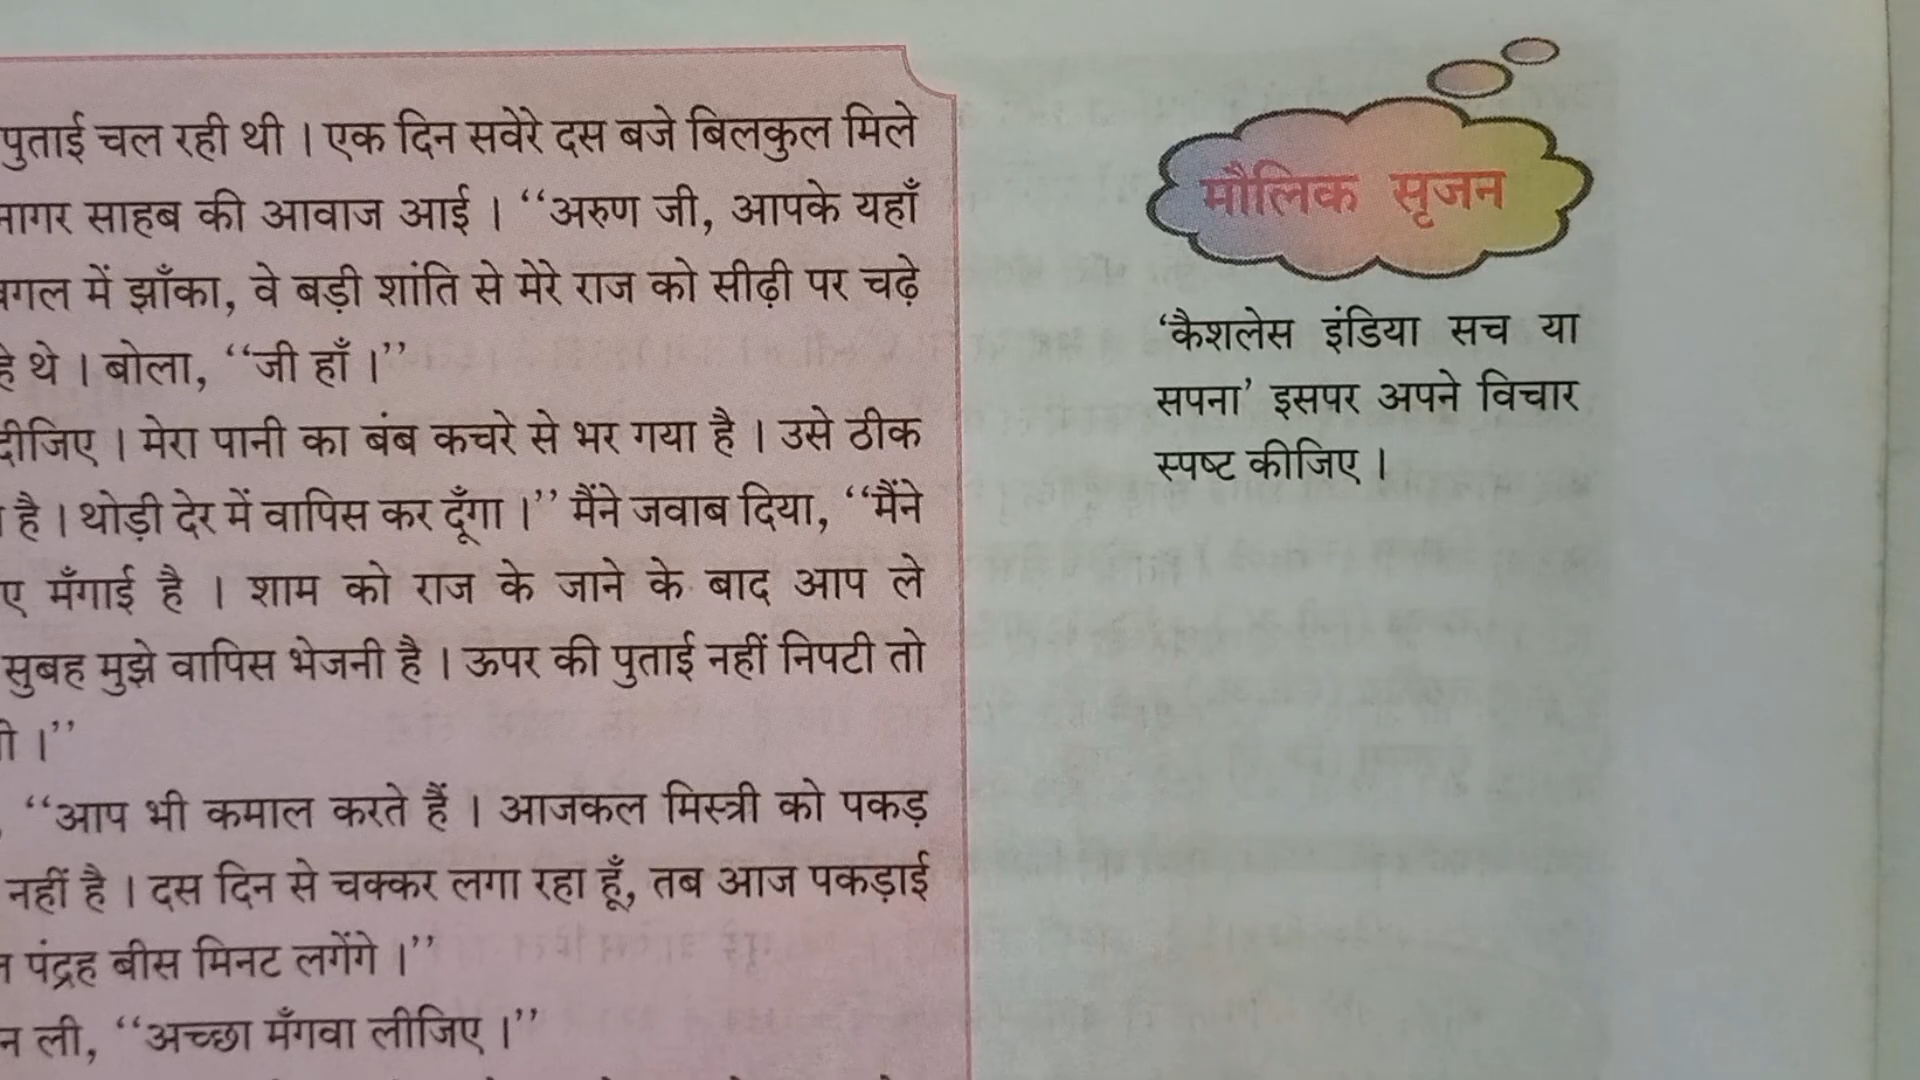 पुताई चल रही थी । एक दिन सवेरे दस बजे बिलकुल मिले
नागर साहब की आवाज आई । ‘‘अरुण जी, आपके यहाँ
बगल में झाँका, वे बड़ी शांति से मेरे राज को सीढ़ी पर चढ़े
थे । बोला, ‘‘जी हाँ ।’’
दीजिए । मेरा पानी का बंब कचरे से भर गया है । उसे ठीक
है । थोड़ी देर में वापिस कर दूँगा ।’’ मैंने जवाब दिया, ‘‘मैंने
मँगाई है । शाम को राज के जाने के बाद आप ले
सुबह मुझे वापिस भेजनी है । ऊपर की पुताई नहीं निपटी तो
।’’
‘‘आप भी कमाल करते हैं । आजकल मिस्त्री को पकड़
नहीं है । दस दिन से चक्कर लगा रहा हूँ, तब आज पकड़ाई
पंद्रह बीस मिनट लगेंगे ।’’
ली, ‘‘अच्छा मँगवा लीजिए ।’’
मौलिक सृजन
‘कैशलेस इंडिया सच या
सपना’ इसपर अपने विचार
स्पष्ट कीजिए ।